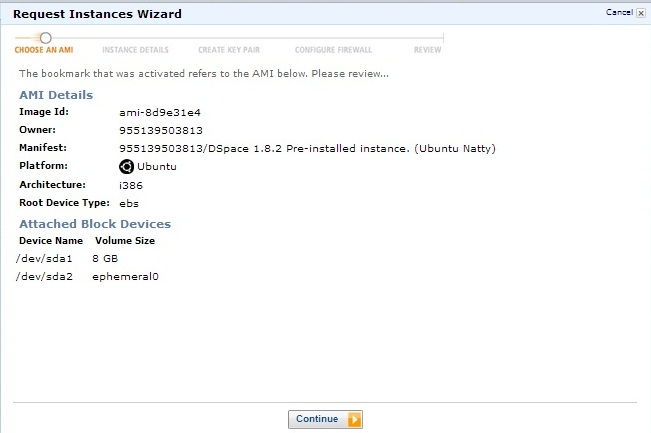 Request Instances Wizard Cancel x
CHOOSE AN AMI INSTANCE DETAILS CREATE KEY PAIR CONFIGURE FIREWALL REVIEW
The bookmark that was activated refers to the AMI below. Please review...
AMI Details
Image Id: ami-8d9e31e4
Owner: 955139503813
Manifest: 955139503813/DSpace 1.8.2 Pre-installed instance. (Ubuntu Natty)
Platform: Ubuntu
Architecture: i386
Root Device Type: ebs
Attached Block Devices
Device Name Volume Size
/dev/sda1 8 GB
/dev/sda2 ephemeral0
Continue